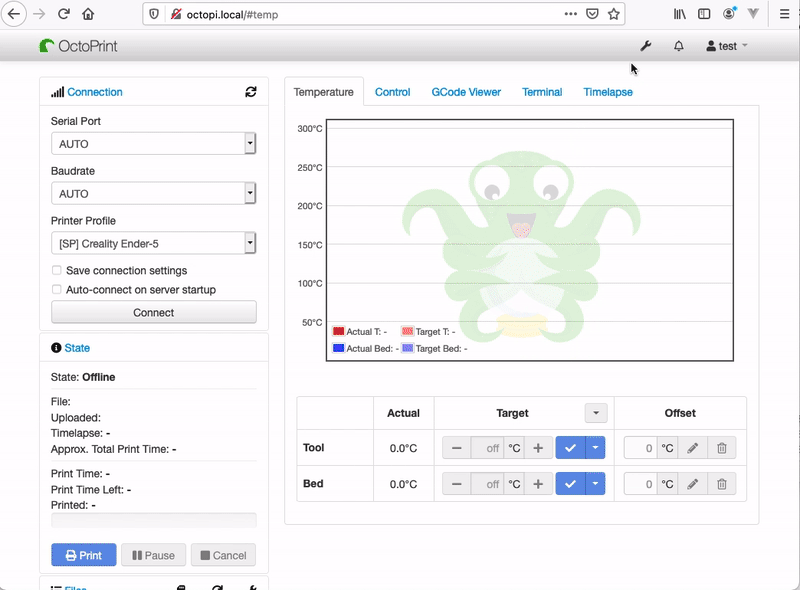 octopi.local/#temp
OctoPrint
test
Connection
Serial Port
AUTO
Baudrate
AUTO
Printer Profile
[SP] Creality Ender-5
Save connection settings
Auto-connect on server startup
Connect
State
State: Offline
File:
Uploaded:
Timelapse: -
Approx. Total Print Time: -
Print Time: -
Print Time Left: -
Printed: -
Print Pause Cancel
Files
Temperature Control GCode Viewer Terminal Timelapse
300°C
250°C
200°C
150°C
100°C
50°C
Actual T: - Target T: -
Actual Bed: - Target Bed: -
Actual Target Offset
Tool 0.0°C off °C 0 °C
Bed 0.0°C off °C 0 °C